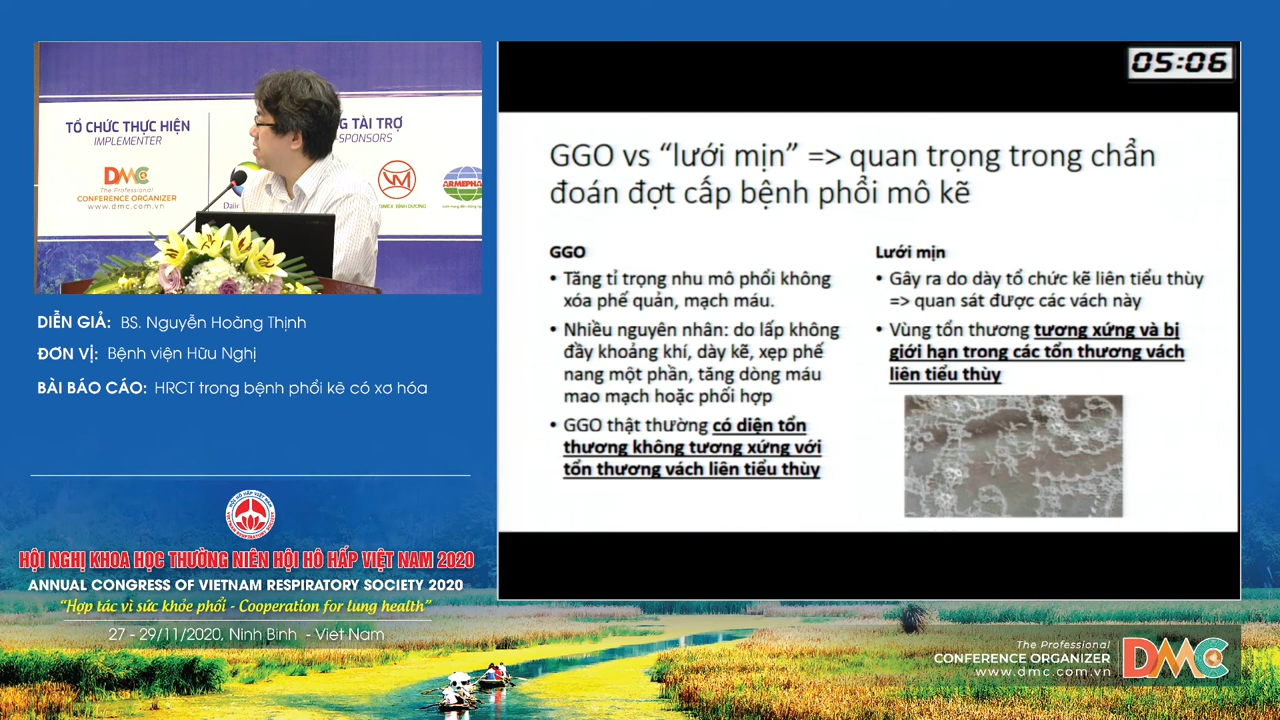 TỔ CHỨC THỰC HIỆN
IMPLEMENTER
DMC
The Professional
CONFERENCE ORGANIZER
www.dmc.com.vn
G TÀI TRỢ
-SPONSORS
ARMEPHA
DIỄN GIẢ: BS. Nguyễn Hoàng Thịnh
ĐƠN VỊ: Bệnh viện Hữu Nghị
BÀI BÁO CÁO: HRCT trong bệnh phổi kẽ có xơ hóa
HỘI NGHỊ KHOA HỌC THƯỜNG NIÊN HỘI HÔ HẤP VIỆT NAM 2020
ANNUAL CONGRESS OF VIETNAM RESPIRATORY SOCIETY 2020
“Hợp tác vì sức khỏe phổi - Cooperation for lung health”
27 - 29/11/2020, Ninh Bình - Việt Nam
05:06
GGO vs “lưới mịn” => quan trọng trong chẩn
đoán đợt cấp bệnh phổi mô kẽ
GGO
• Tăng tỉ trọng nhu mô phổi không
xóa phế quản, mạch máu.
• Nhiều nguyên nhân: do lấp không
đầy khoảng khí, dày kẽ, xẹp phế
nang một phần, tăng dòng máu
mao mạch hoặc phối hợp
• GGO thật thường có diện tổn
thương không tương xứng với
tổn thương vách liên tiểu thùy
Lưới mịn
• Gây ra do dày tổ chức kẽ liên tiểu thùy
=> quan sát được các vách này
• Vùng tổn thương tương xứng và bị
giới hạn trong các tổn thương vách
liên tiểu thùy
The Professional
CONFERENCE ORGANIZER
www.dmc.com.vn
DMC